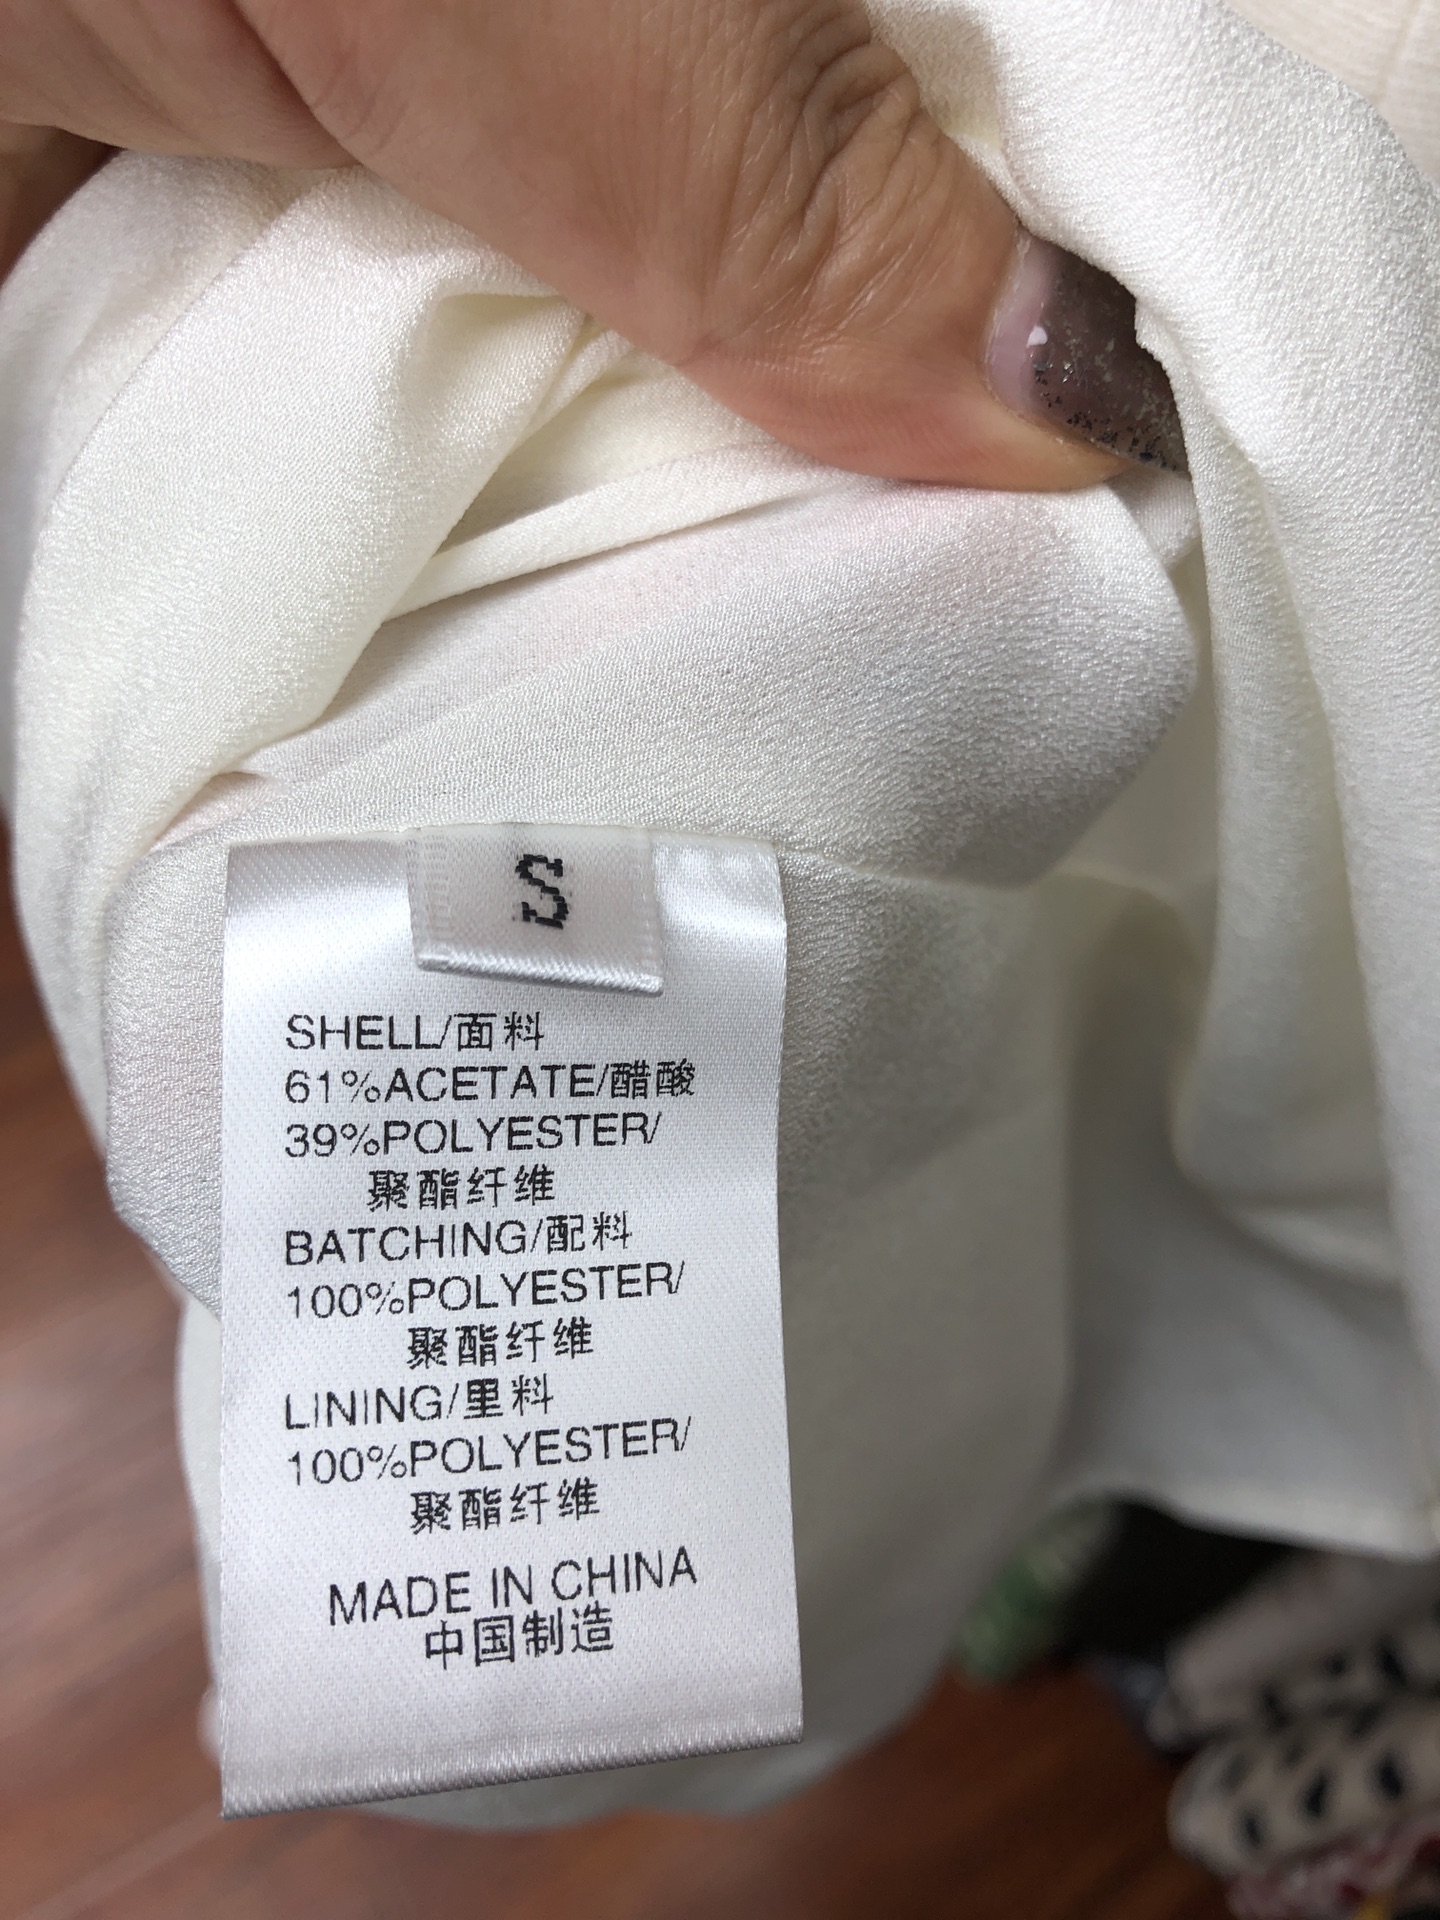 S
SHELL/面料
61%ACETATE/醋酸
39%POLYESTER/
聚酯纤维
BATCHING/配料
100%POLYESTER/
聚酯纤维
LINING/里料
100%POLYESTER/
聚酯纤维
MADE IN CHINA
中国制造